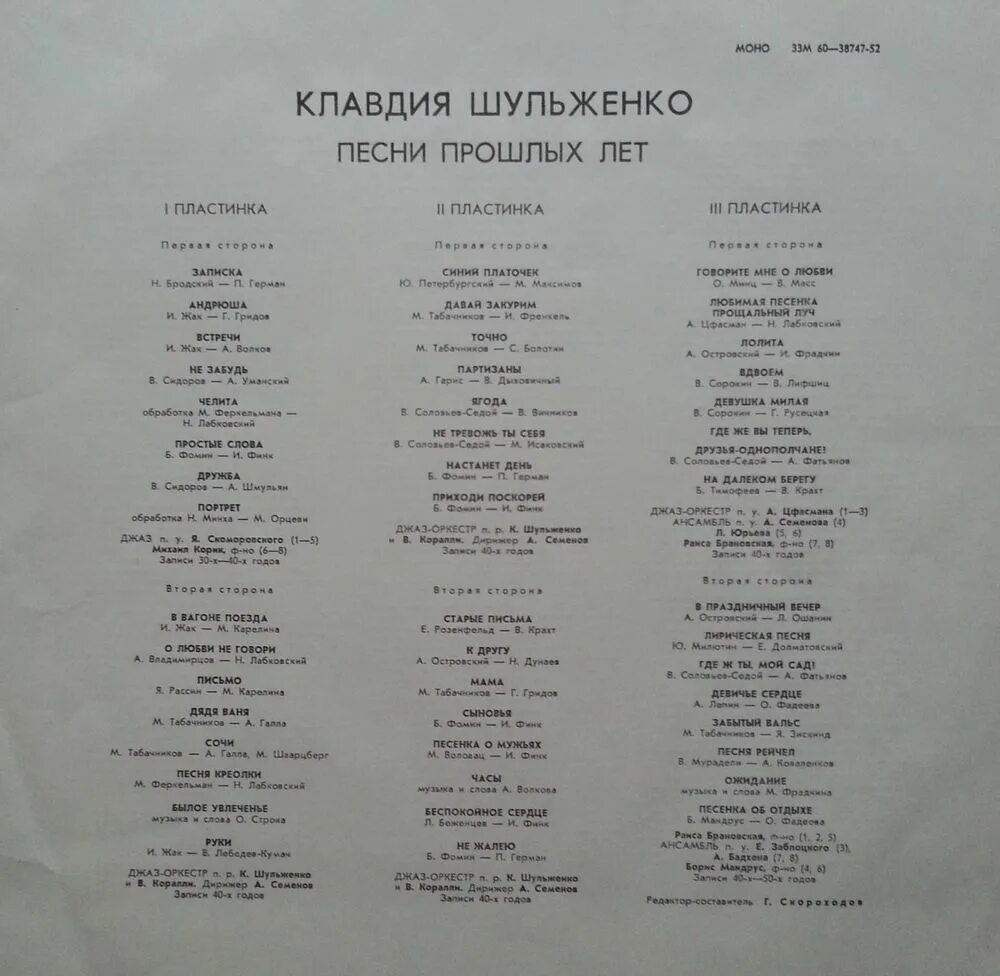 МОНО 33М 60—38747-52
КЛАВДИЯ ШУЛЬЖЕНКО
ПЕСНИ ПРОШЛЫХ ЛЕТ
I ПЛАСТИНКА
Первая сторона
ЗАПИСКА
Н. Бродский — П. Герман
АНДРЮША
И. Жак — Г. Гридов
ВСТРЕЧИ
И. Жак — А. Волков
НЕ ЗАБУДЬ
В. Сидоров — А. Уманский
ЧЕЛИТА
обработка М. Феркельмана —
Н. Лабковский
ПРОСТЫЕ СЛОВА
Б. Фомин — И. Финк
ДРУЖБА
В. Сидоров — А. Шмульян
ПОРТРЕТ
обработка Н. Минха — М. Орцеви
ДЖАЗ п. у. Я. Скоморовского (1—5)
Михаил Корик, ф-но (6—8)
Записи 30-х—40-х годов
Вторая сторона
В ВАГОНЕ ПОЕЗДА
И. Жак — М. Карелина
О ЛЮБВИ НЕ ГОВОРИ
А. Владимирцов — Н. Лабковский
ПИСЬМО
Я. Рассин — М. Карелина
ДЯДЯ ВАНЯ
М. Табачников — А. Галла
СОЧИ
М. Табачников — А. Галла, М. Шварцберг
ПЕСНЯ КРЕОЛКИ
М. Феркельман — Н. Лабковский
БЫЛОЕ УВЛЕЧЕНЬЕ
музыка и слова О. Строка
РУКИ
И. Жак — В. Лебедев-Кумач
ДЖАЗ-ОРКЕСТР п. р. К. Шульженко
и В. Коралли. Дирижер А. Семенов
Записи 40-х годов
II ПЛАСТИНКА
Первая сторона
СИНИЙ ПЛАТОЧЕК
Ю. Петербургский — М. Максимов
ДАВАЙ ЗАКУРИМ
М. Табачников — И. Френкель
ТОЧНО
М. Табачников — С. Болотин
ПАРТИЗАНЫ
А. Гарис — В. Дыховичный
ЯГОДА
В. Соловьев-Седой — В. Винников
НЕ ТРЕВОЖЬ ТЫ СЕБЯ
В. Соловьев-Седой — М. Исаковский
НАСТАНЕТ ДЕНЬ
Б. Фомин — П. Герман
ПРИХОДИ ПОСКОРЕЙ
Б. Фомин — И. Финк
ДЖАЗ-ОРКЕСТР п. р. К. Шульженко
и В. Коралли. Дирижер А. Семенов
Записи 40-х годов
Вторая сторона
СТАРЫЕ ПИСЬМА
Е. Розенфельд — В. Крахт
К ДРУГУ
А. Островский — Н. Дунаев
МАМА
М. Табачников — Г. Гридов
СЫНОВЬЯ
Б. Фомин — И. Финк
ПЕСЕНКА О МУЖЬЯХ
М. Воловац — И. Финк
ЧАСЫ
музыка и слова А. Волкова
БЕСПОКОЙНОЕ СЕРДЦЕ
Л. Беженцев — И. Финк
НЕ ЖАЛЕЮ
Б. Фомин — П. Герман
ДЖАЗ-ОРКЕСТР п. р. К. Шульженко
и В. Коралли. Дирижер А. Семенов
Записи 40-х годов
III ПЛАСТИНКА
Первая сторона
ГОВОРИТЕ МНЕ О ЛЮБВИ
О. Минц — В. Масс
ЛЮБИМАЯ ПЕСЕНКА
ПРОЩАЛЬНЫЙ ЛУЧ
А. Цфасман — Н. Лабковский
ЛОЛИТА
А. Островский — И. Фрадкин
ВДВОЕМ
В. Сорокин — В. Лифшиц
ДЕВУШКА МИЛАЯ
В. Сорокин — Г. Русецкая
ГДЕ ЖЕ ВЫ ТЕПЕРЬ,
ДРУЗЬЯ-ОДНОПОЛЧАНЕ!
В. Соловьев-Седой — А. Фатьянов
НА ДАЛЕКОМ БЕРЕГУ
Б. Тимофеев — В. Крахт
ДЖАЗ-ОРКЕСТР п. у. А. Цфасмана (1—3)
АНСАМБЛЬ п. у. А. Семенова (4)
Л. Юрьева (5, 6)
Раиса Брановская, ф-но (7, 8)
Записи 40-х годов
Вторая сторона
В ПРАЗДНИЧНЫЙ ВЕЧЕР
А. Островский — Л. Ошанин
ЛИРИЧЕСКАЯ ПЕСНЯ
Ю. Милютин — Е. Долматовский
ГДЕ Ж ТЫ, МОЙ САД!
В. Соловьев-Седой — А. Фатьянов
ДЕВИЧЬЕ СЕРДЦЕ
А. Лепин — О. Фадеева
ЗАБЫТЫЙ ВАЛЬС
М. Табачников — Я. Зискинд
ПЕСНЯ РЕЙЧЕЛ
В. Мурадели — А. Коваленков
ОЖИДАНИЕ
музыка и слова М. Фрадкина
ПЕСЕНКА ОБ ОТДЫХЕ
Б. Мандрус — О. Фадеева
Раиса Брановская, ф-но (1, 2, 5)
АНСАМБЛЬ п. у. Е. Заблоцкого (3),
А. Бадхена (7, 8)
Борис Мандрус, ф-но (4, 6)
Записи 40-х—50-х годов
Редактор-составитель Г. Скороходов